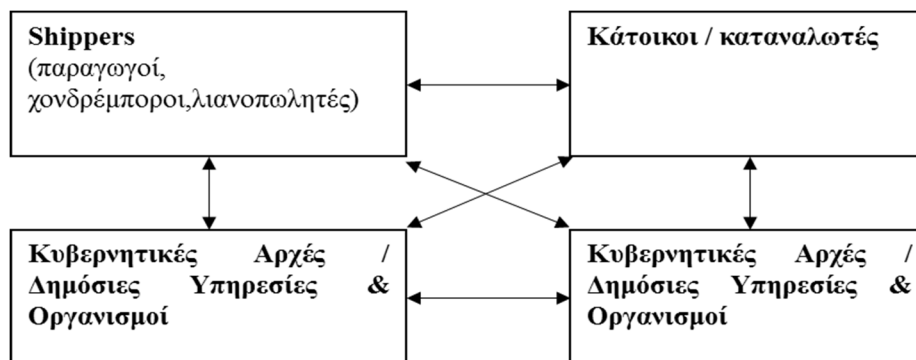 Shippers
(παραγωγοί,
χονδρέμποροι,λιανοπωλητές)
Κάτοικοι / καταναλωτές
Κυβερνητικές Αρχές /
Δημόσιες Υπηρεσίες &
Οργανισμοί
Κυβερνητικές Αρχές /
Δημόσιες Υπηρεσίες &
Οργανισμοί